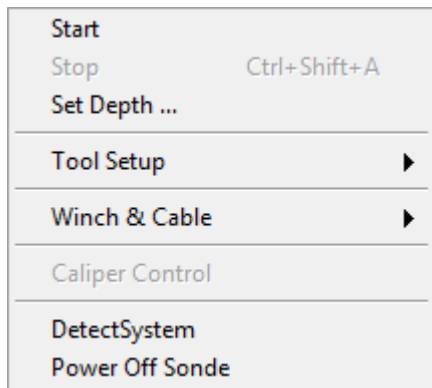 Start
Stop Ctrl+Shift+A
Set Depth ...
Tool Setup
Winch & Cable
Caliper Control
DetectSystem
Power Off Sonde